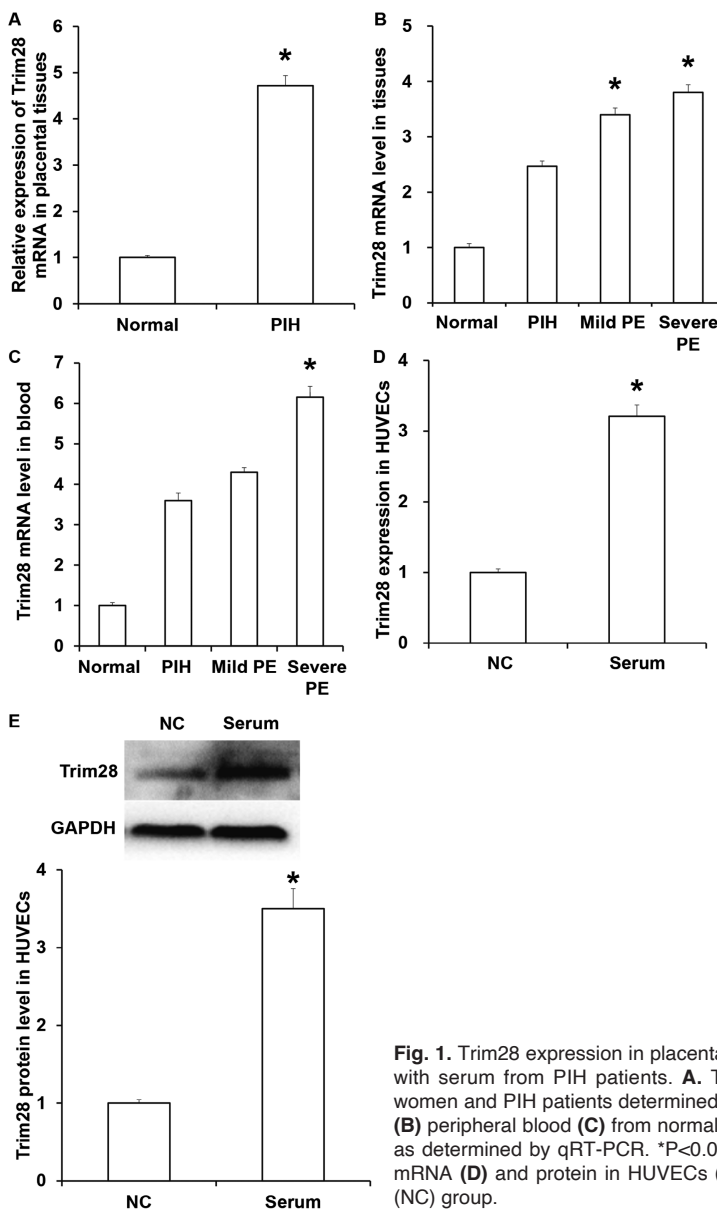 A
Relative expression of Trim28
mRNA in placental tissues
6
5
4
3
2
1
0
*
Normal
PIH
B
Trim28 mRNA level in tissues
5
4
3
2
1
0
*
*
Normal
PIH
Mild PE
Severe
PE
C
Trim28 mRNA level in blood
7
6
5
4
3
2
1
0
*
Normal
PIH
Mild PE
Severe
PE
D
Trim28 expression in HUVECs
4
3
2
1
0
*
NC
Serum
E
NC
Serum
Trim28
GAPDH
Trim28 protein level in HUVECs
4
3
2
1
0
*
NC
Serum
Fig. 1. Trim28 expression in placenta
with serum from PIH patients. A. T
women and PIH patients determined
(B) peripheral blood (C) from normal
as determined by qRT-PCR. *P<0.0
mRNA (D) and protein in HUVECs (
(NC) group.